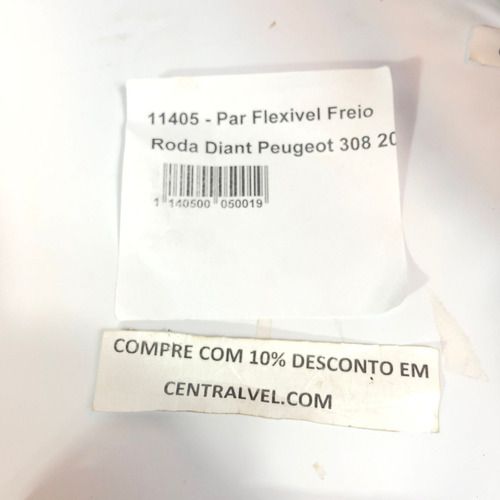 11405 - Par Flexivel Freio
Roda Diant Peugeot 308 20
1 140500 050019
COMPRE COM 10% DESCONTO EM
CENTRALVEL.COM